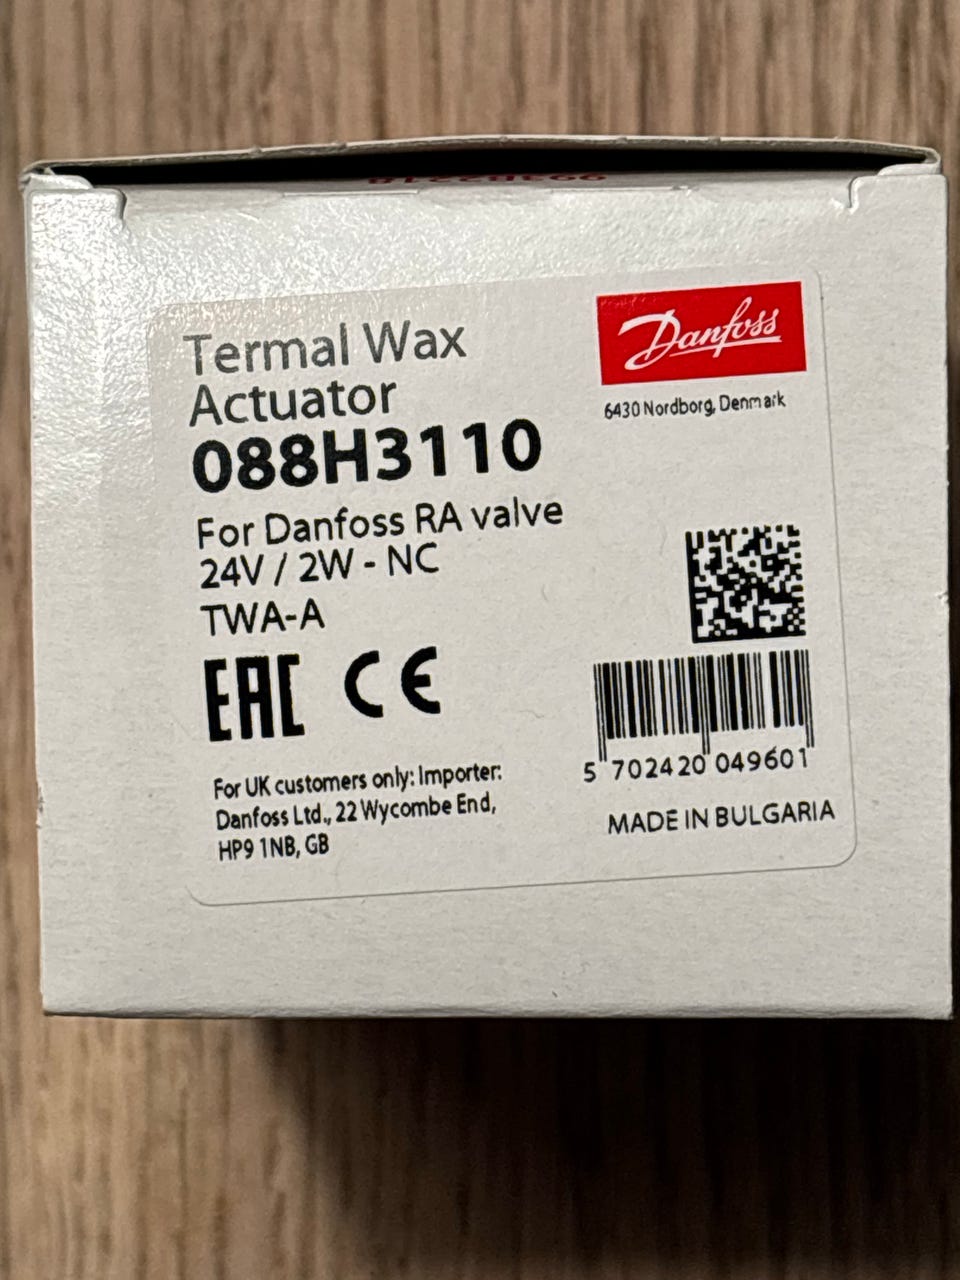 Termal Wax
Actuator
088H3110
For Danfoss RA valve
24V / 2W - NC
TWA-A
EAC CE
For UK customers only: Importer:
Danfoss Ltd., 22 Wycombe End,
HP9 1NB, GB
Danfoss
6430 Nordborg, Denmark
5 702420 049601
MADE IN BULGARIA